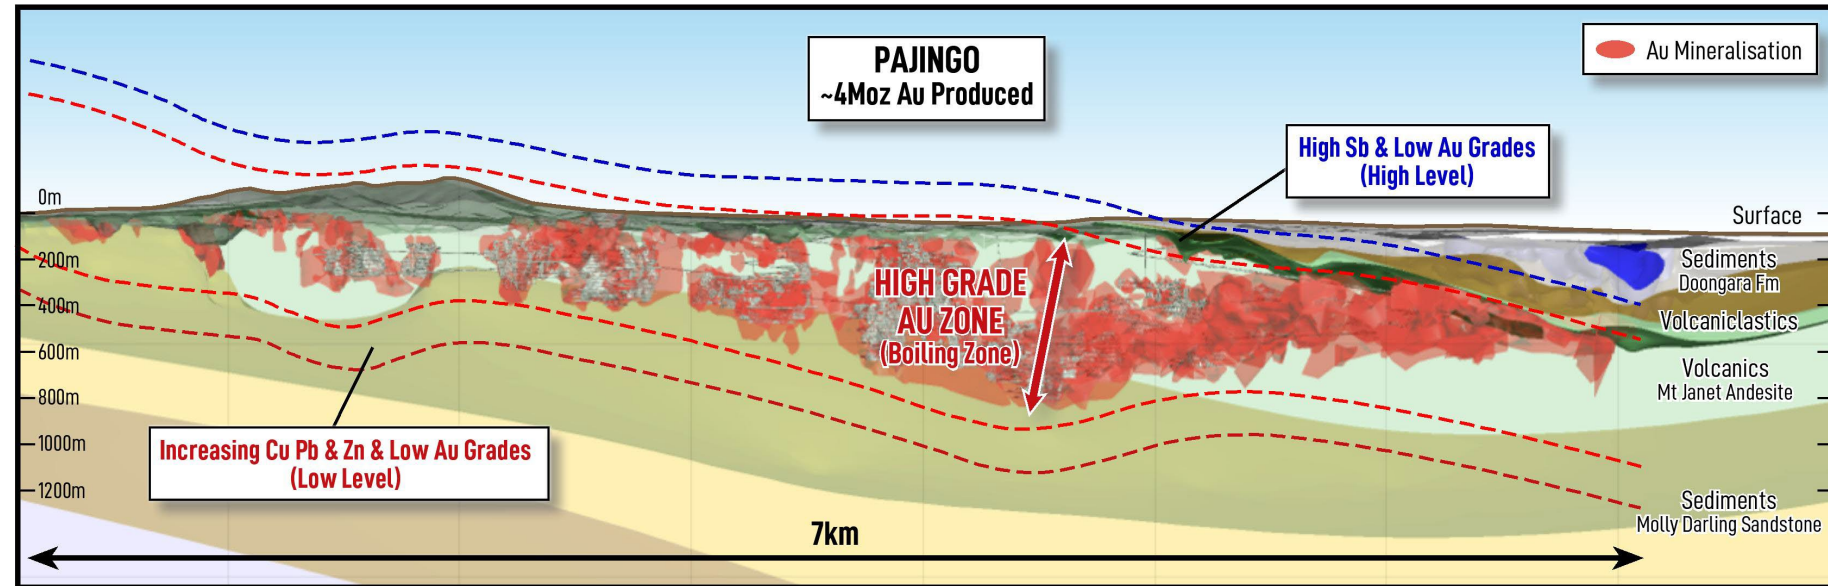 PAJINGO
~4Moz Au Produced
Au Mineralisation
High Sb & Low Au Grades
(High Level)
0m
200m
400m
600m
800m
1000m
1200m
HIGH GRADE
AU ZONE
(Boiling Zone)
Surface
Sediments
Doongara Fm
Volcaniclastics
Volcanics
Mt Janet Andesite
Sediments
Molly Darling Sandstone
Increasing Cu Pb & Zn & Low Au Grades
(Low Level)
7km